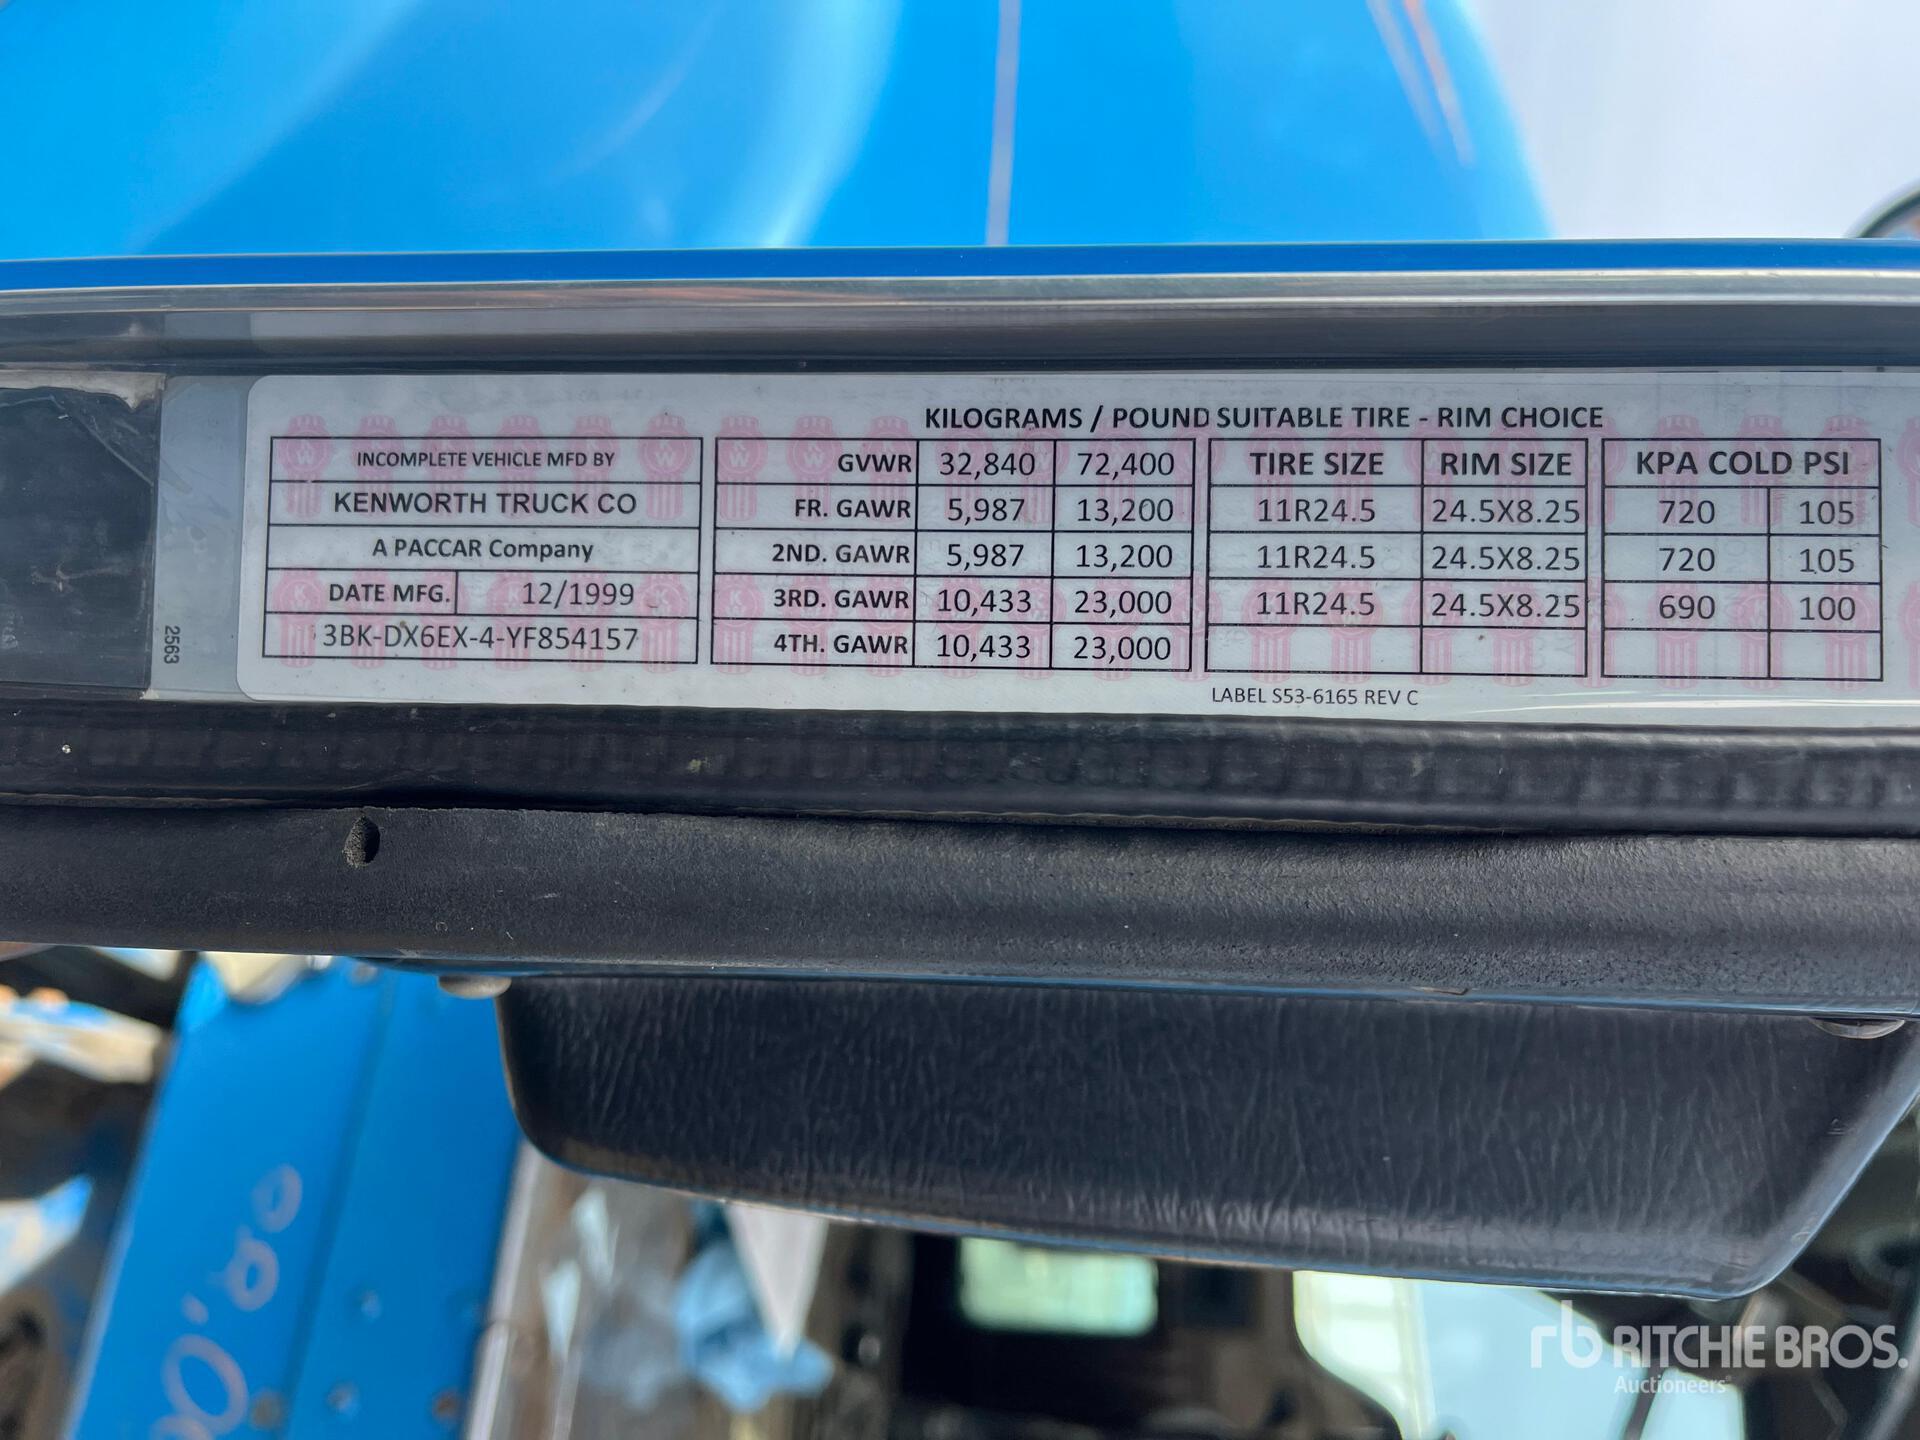 KILOGRAMS / POUND SUITABLE TIRE - RIM CHOICE
INCOMPLETE VEHICLE MFD BY
KENWORTH TRUCK CO
A PACCAR Company
DATE MFG. 12/1999
3BK-DX6EX-4-YF854157
2563
GVWR 32,840 72,400
FR. GAWR 5,987 13,200
2ND. GAWR 5,987 13,200
3RD. GAWR 10,433 23,000
4TH. GAWR 10,433 23,000
TIRE SIZE RIM SIZE
11R24.5 24.5X8.25
11R24.5 24.5X8.25
11R24.5 24.5X8.25
KPA COLD PSI
720 105
720 105
690 100
LABEL S53-6165 REV C
rb RITCHIE BROS.
Auctioneers